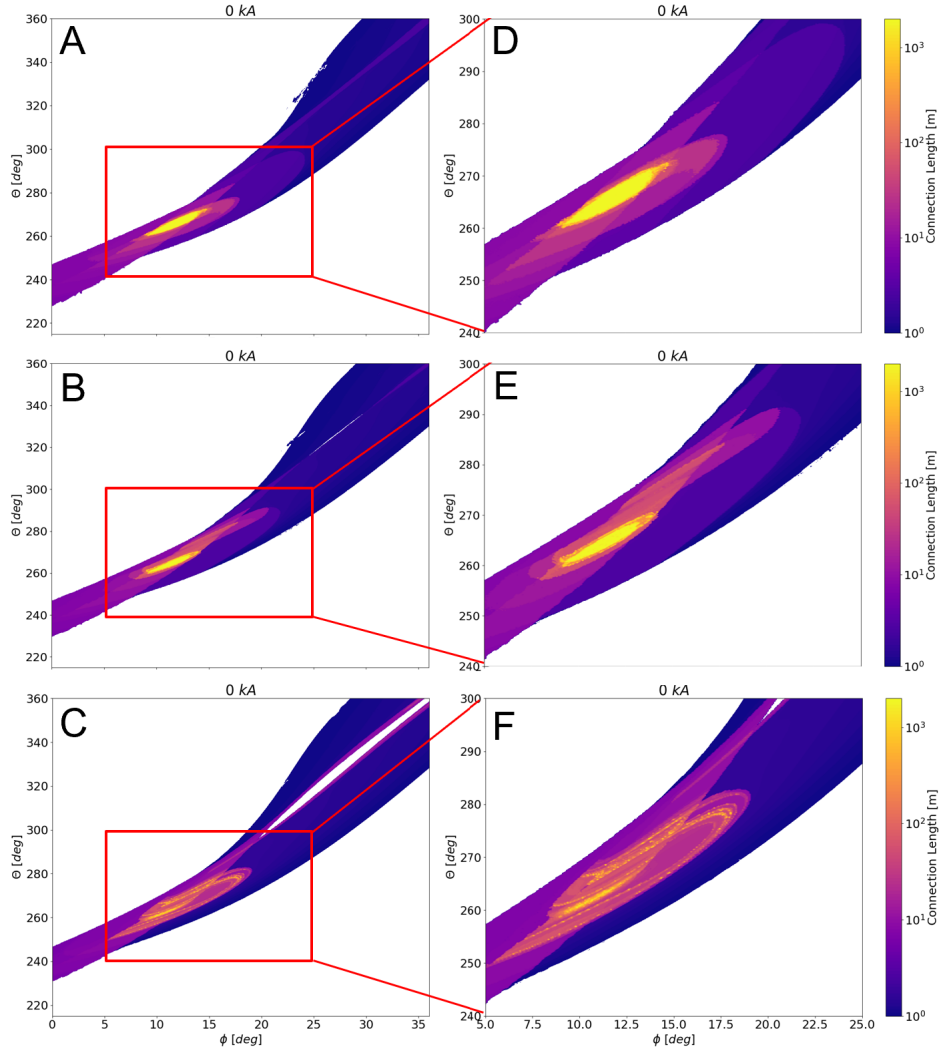 0 kA
0 kA
A
D
360
340
320
300
280
260
240
220
Θ [deg]
300
290
280
270
260
250
240
Θ [deg]
10³
10²
10¹
10⁰
Connection Length [m]
0 kA
0 kA
B
E
360
340
320
300
280
260
240
220
Θ [deg]
300
290
280
270
260
250
240
Θ [deg]
10³
10²
10¹
10⁰
Connection Length [m]
0 kA
0 kA
C
F
360
340
320
300
280
260
240
220
Θ [deg]
300
290
280
270
260
250
240
Θ [deg]
10³
10²
10¹
10⁰
Connection Length [m]
0 5 10 15 20 25 30 35
ϕ [deg]
5.0 7.5 10.0 12.5 15.0 17.5 20.0 22.5 25.0
ϕ [deg]